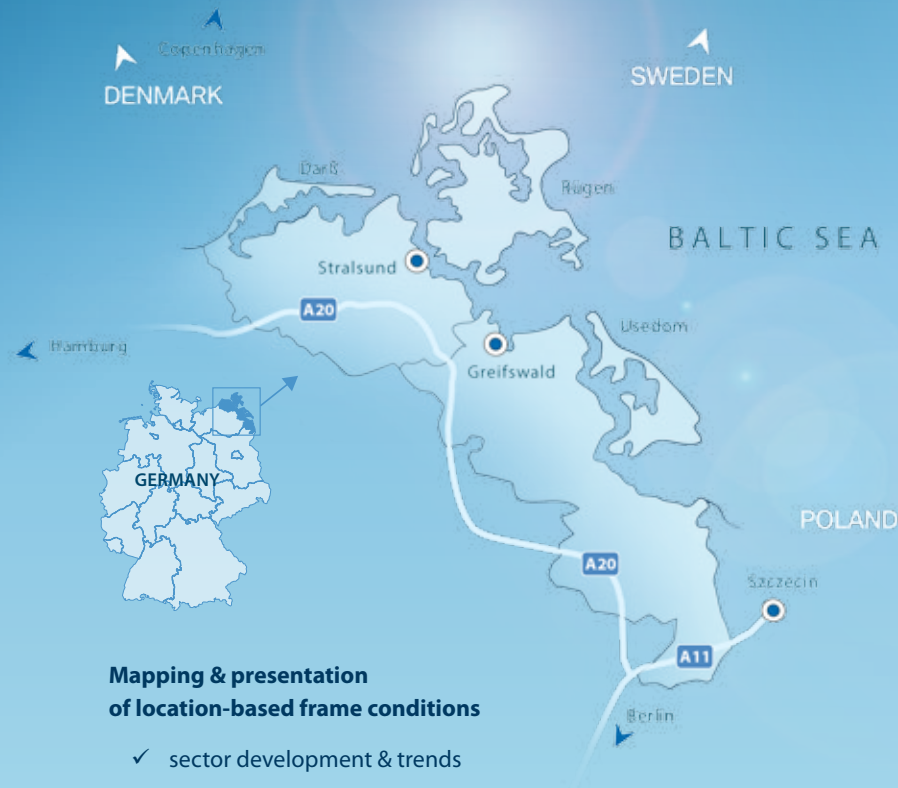 Copenhagen
DENMARK
SWEDEN
Darß
Rügen
BALTIC SEA
Stralsund
A20
Usedom
Hamburg
Greifswald
GERMANY
POLAND
A20
Szczecin
A11
Mapping & presentation
of location-based frame conditions
Berlin
✓ sector development & trends